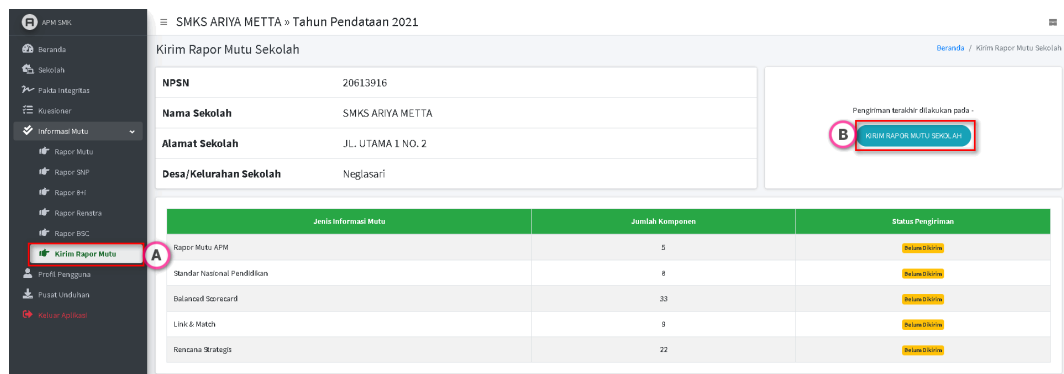 APM SMK
SMKS ARIYA METTA » Tahun Pendataan 2021
Beranda
Sekolah
Pakta Integritas
Kuesioner
Informasi Mutu
Rapor Mutu
Rapor SNP
Rapor 8+i
Rapor Renstra
Rapor BSC
Kirim Rapor Mutu
A
Profil Pengguna
Pusat Unduhan
Keluar Aplikasi
Kirim Rapor Mutu Sekolah
Beranda / Kirim Rapor Mutu Sekolah
NPSN 20613916
Nama Sekolah SMKS ARIYA METTA
Alamat Sekolah JL. UTAMA 1 NO. 2
Desa/Kelurahan Sekolah Neglasari
Pengiriman terakhir dilakukan pada -
B KIRIM RAPOR MUTU SEKOLAH
Jenis Informasi Mutu Jumlah Komponen Status Pengiriman
Rapor Mutu APM 5 Belum Dikirim
Standar Nasional Pendidikan 8 Belum Dikirim
Balanced Scorecard 33 Belum Dikirim
Link & Match 9 Belum Dikirim
Rencana Strategis 22 Belum Dikirim